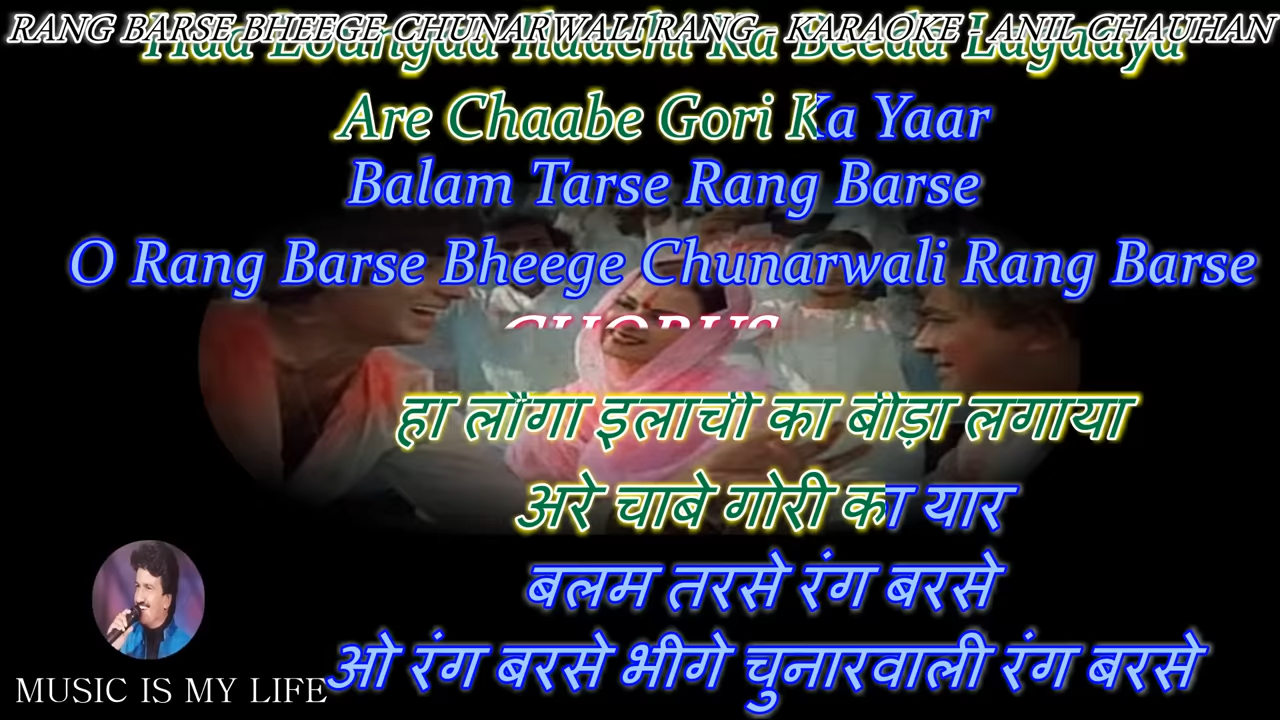 RANG BARSE BHEEGE CHUNARWALI RANG - KARAOKE - ANIL CHAUHAN
Haa Loungaa Ilaachi Ka Beeda Lagaaya
Are Chaabe Gori Ka Yaar
Balam Tarse Rang Barse
O Rang Barse Bheege Chunarwali Rang Barse
CHORUS
हा लौंगा इलाची का बीड़ा लगाया
अरे चाबे गोरी का यार
बलम तरसे रंग बरसे
ओ रंग बरसे भीगे चुनारवाली रंग बरसे
MUSIC IS MY LIFE